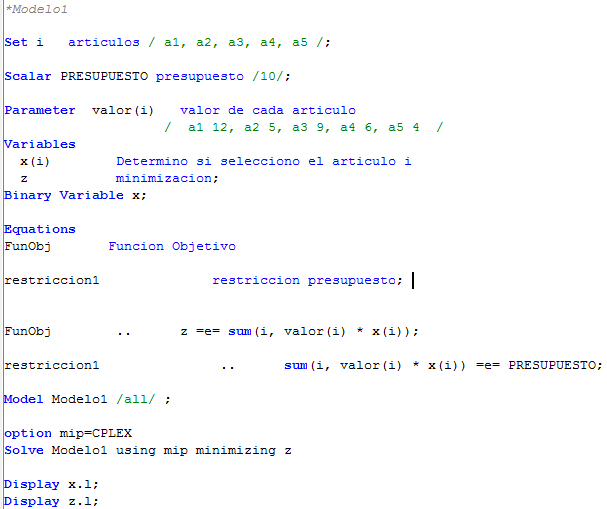 *Modelo1
Set i   articulos / a1, a2, a3, a4, a5 /;
Scalar PRESUPUESTO presupuesto /10/;
Parameter  valor(i)   valor de cada articulo
/  a1 12, a2 5, a3 9, a4 6, a5 4  /
Variables
x(i)        Determino si selecciono el articulo i
z           minimizacion;
Binary Variable x;
Equations
FunObj       Funcion Objetivo
restriccion1              restriccion presupuesto;
FunObj        ..      z =e= sum(i, valor(i) * x(i));
restriccion1               ..      sum(i, valor(i) * x(i)) =e= PRESUPUESTO;
Model Modelo1 /all/ ;
option mip=CPLEX
Solve Modelo1 using mip minimizing z
Display x.l;
Display z.l;